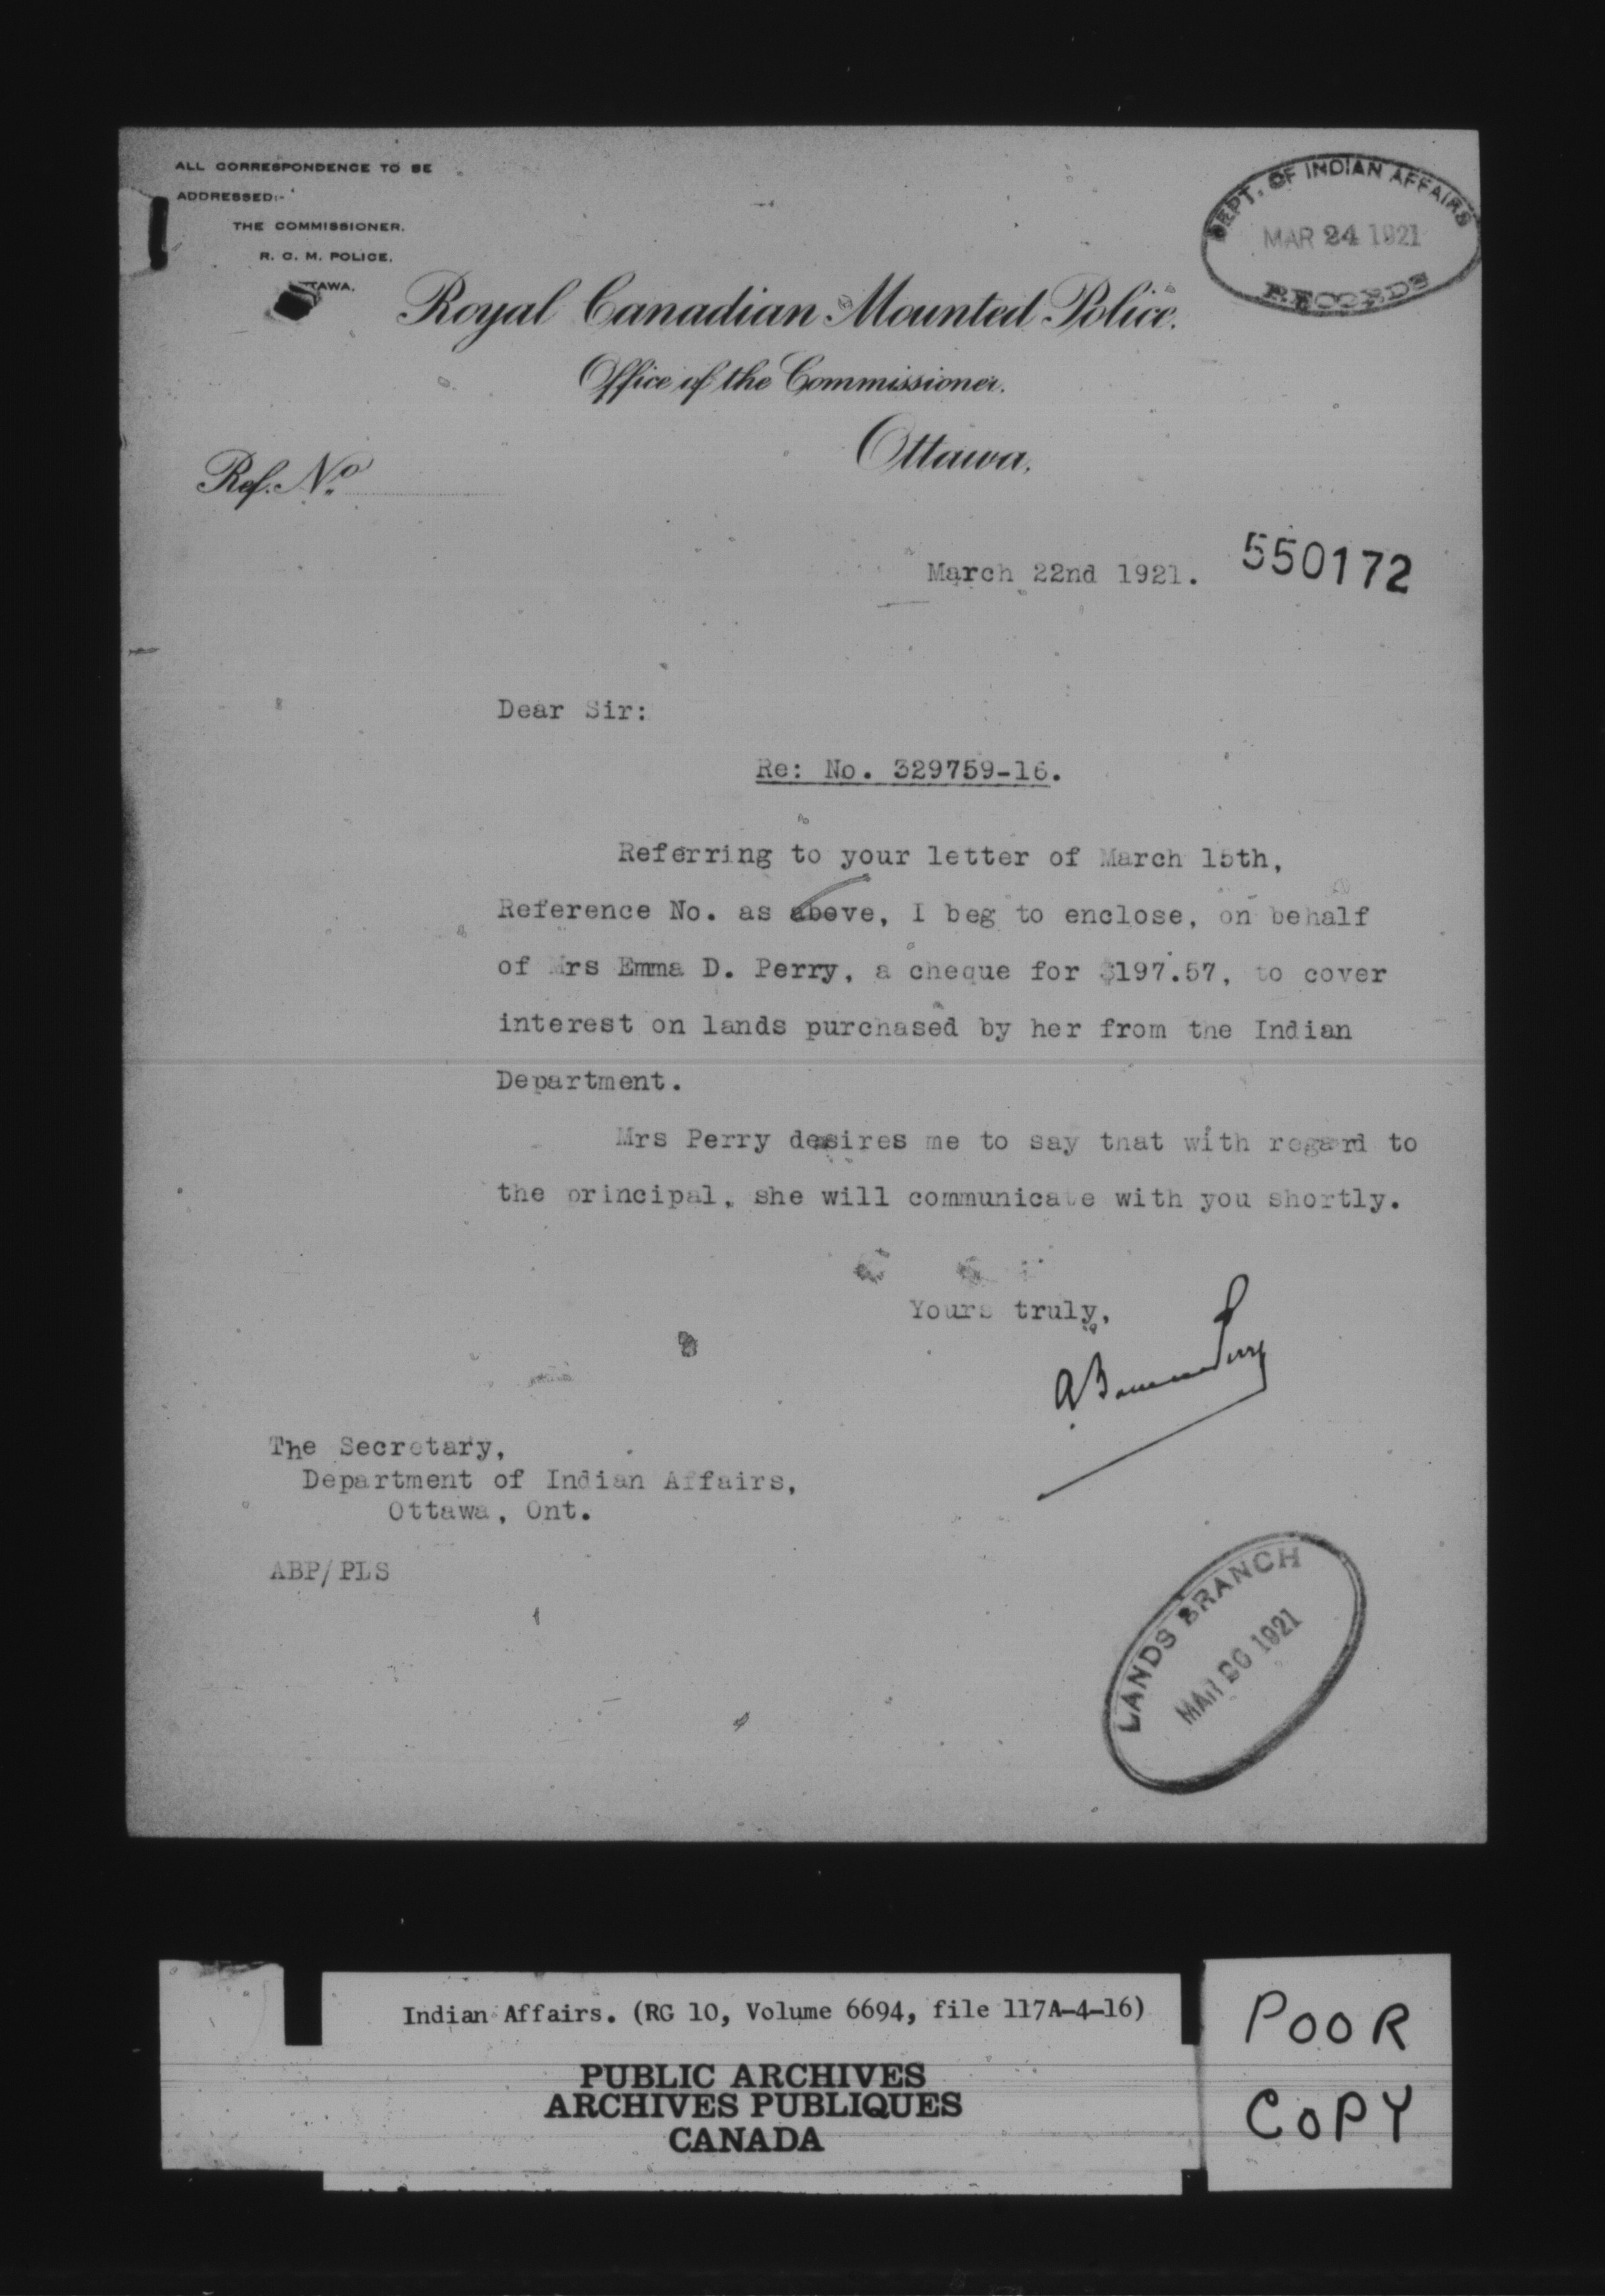 ALL CORRESPONDENCE TO BE
ADDRESSED:-
THE COMMISSIONER.
R. C. M. POLICE.
TTAWA.
DEPT. OF INDIAN AFFAIRS
MAR 24 1921
RECORDS
Royal Canadian Mounted Police.
Office of the Commissioner.
Ottawa,
Ref. No.
March 22nd 1921.
550172
Dear Sir:
Re: No. 329759-16.
Referring to your letter of March 15th,
Reference No. as above, I beg to enclose, on behalf
of Mrs Emma D. Perry, a cheque for $197.57, to cover
interest on lands purchased by her from the Indian
Department.
Mrs Perry desires me to say that with regard to
the principal, she will communicate with you shortly.
Yours truly,
A Bowen Perry
The Secretary,
Department of Indian Affairs,
Ottawa, Ont.
ABP/PLS
LANDS BRANCH
MAR 1921
Indian Affairs. (RG 10, Volume 6694, file 117A-4-16)
PUBLIC ARCHIVES
ARCHIVES PUBLIQUES
CANADA
POOR
COPY